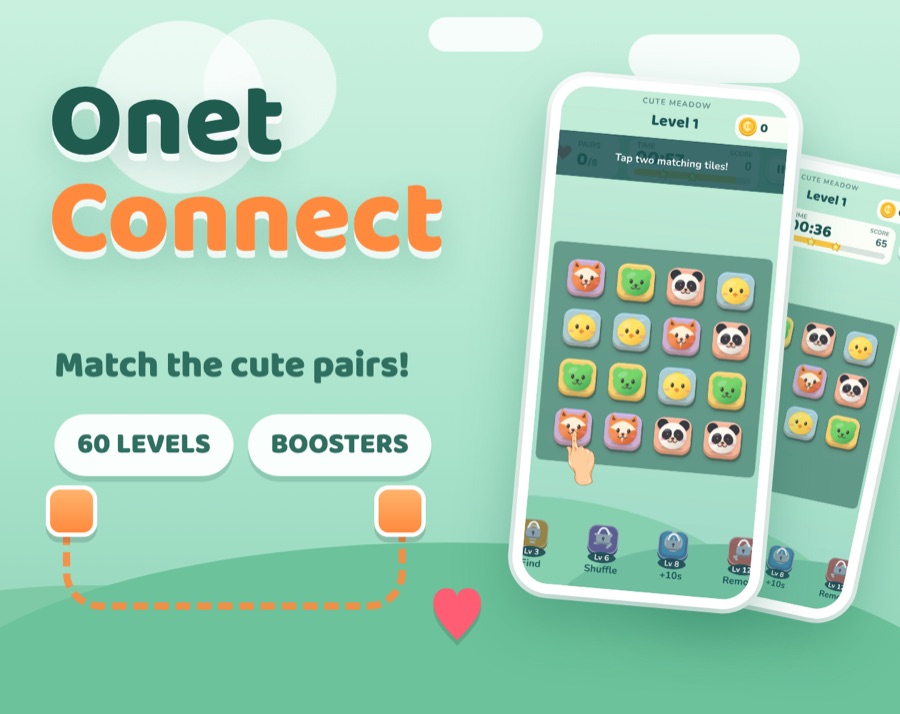 Onet
Connect
Match the cute pairs!
60 LEVELS
BOOSTERS
CUTE MEADOW
Level 1
0
PAIRS
TIME
SCORE
0/8
0
Tap two matching tiles!
Lv 3
Find
Lv 6
Shuffle
Lv 8
+10s
Lv 12
CUTE MEADOW
Level 1
00:36
SCORE
65
Lv 8
+10s